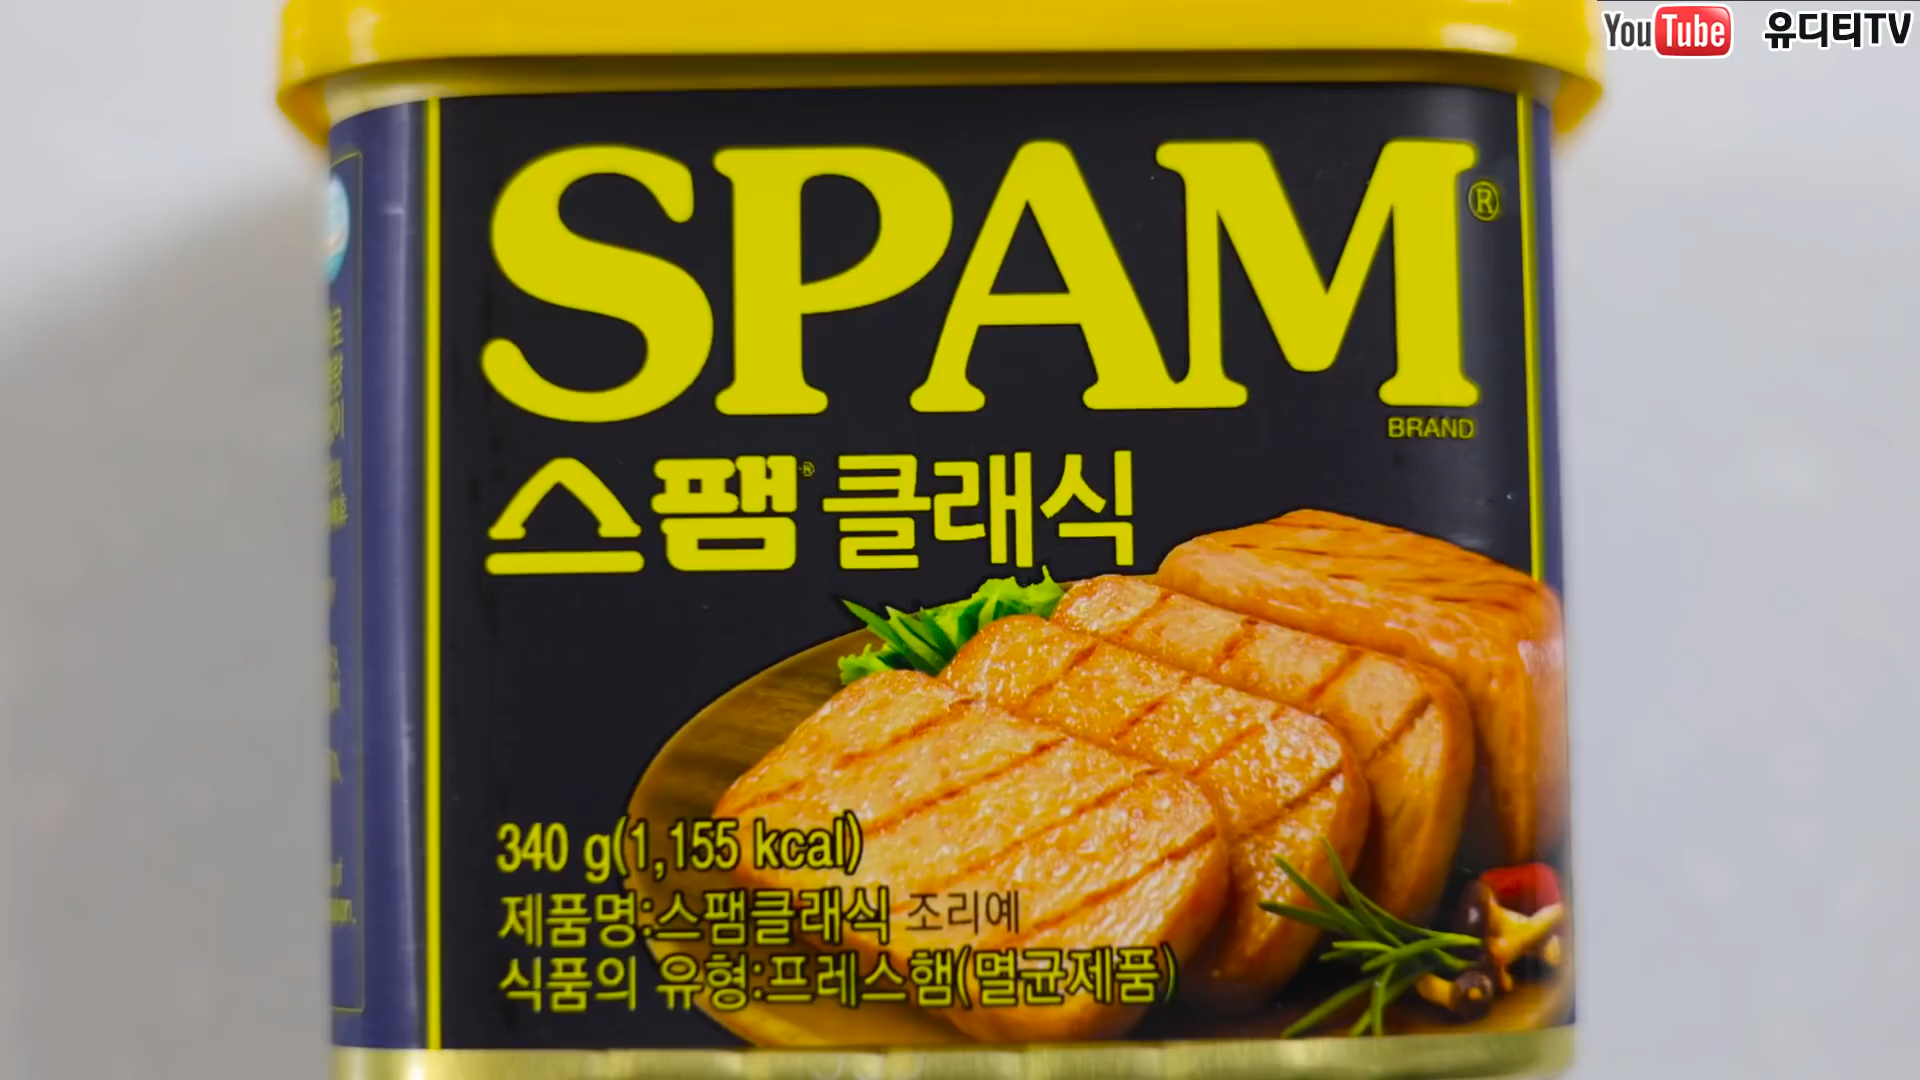 YouTube 유디티TV
SPAM®
BRAND
스팸® 클래식
340 g(1,155 kcal)
제품명:스팸클래식 조리예
식품의 유형:프레스햄(멸균제품)